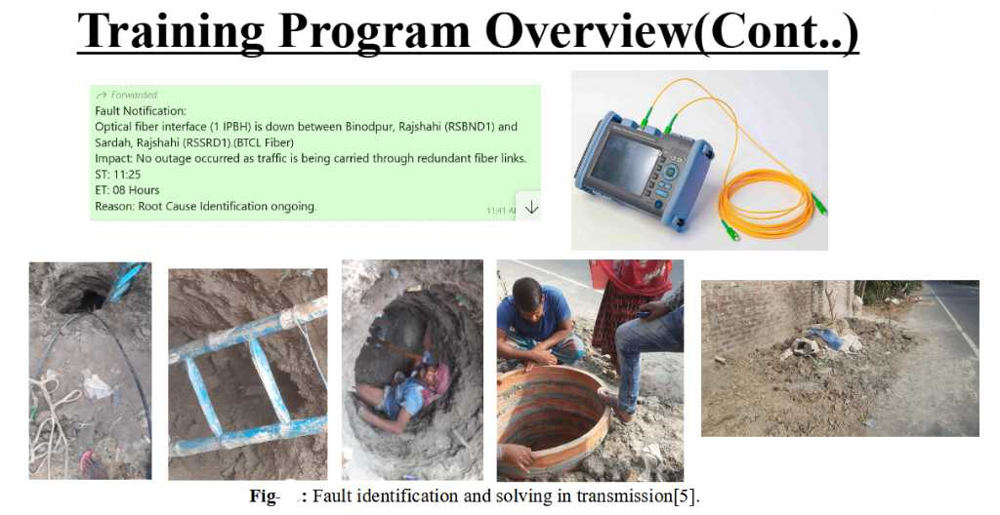 Training Program Overview(Cont..)
Forwarded
Fault Notification:
Optical fiber interface (1 IPBH) is down between Binodpur, Rajshahi (RSBND1) and
Sardah, Rajshahi (RSSRD1).(BTCL Fiber)
Impact: No outage occurred as traffic is being carried through redundant fiber links.
ST: 11:25
ET: 08 Hours
Reason: Root Cause Identification ongoing.
11:41
Fig- : Fault identification and solving in transmission[5].